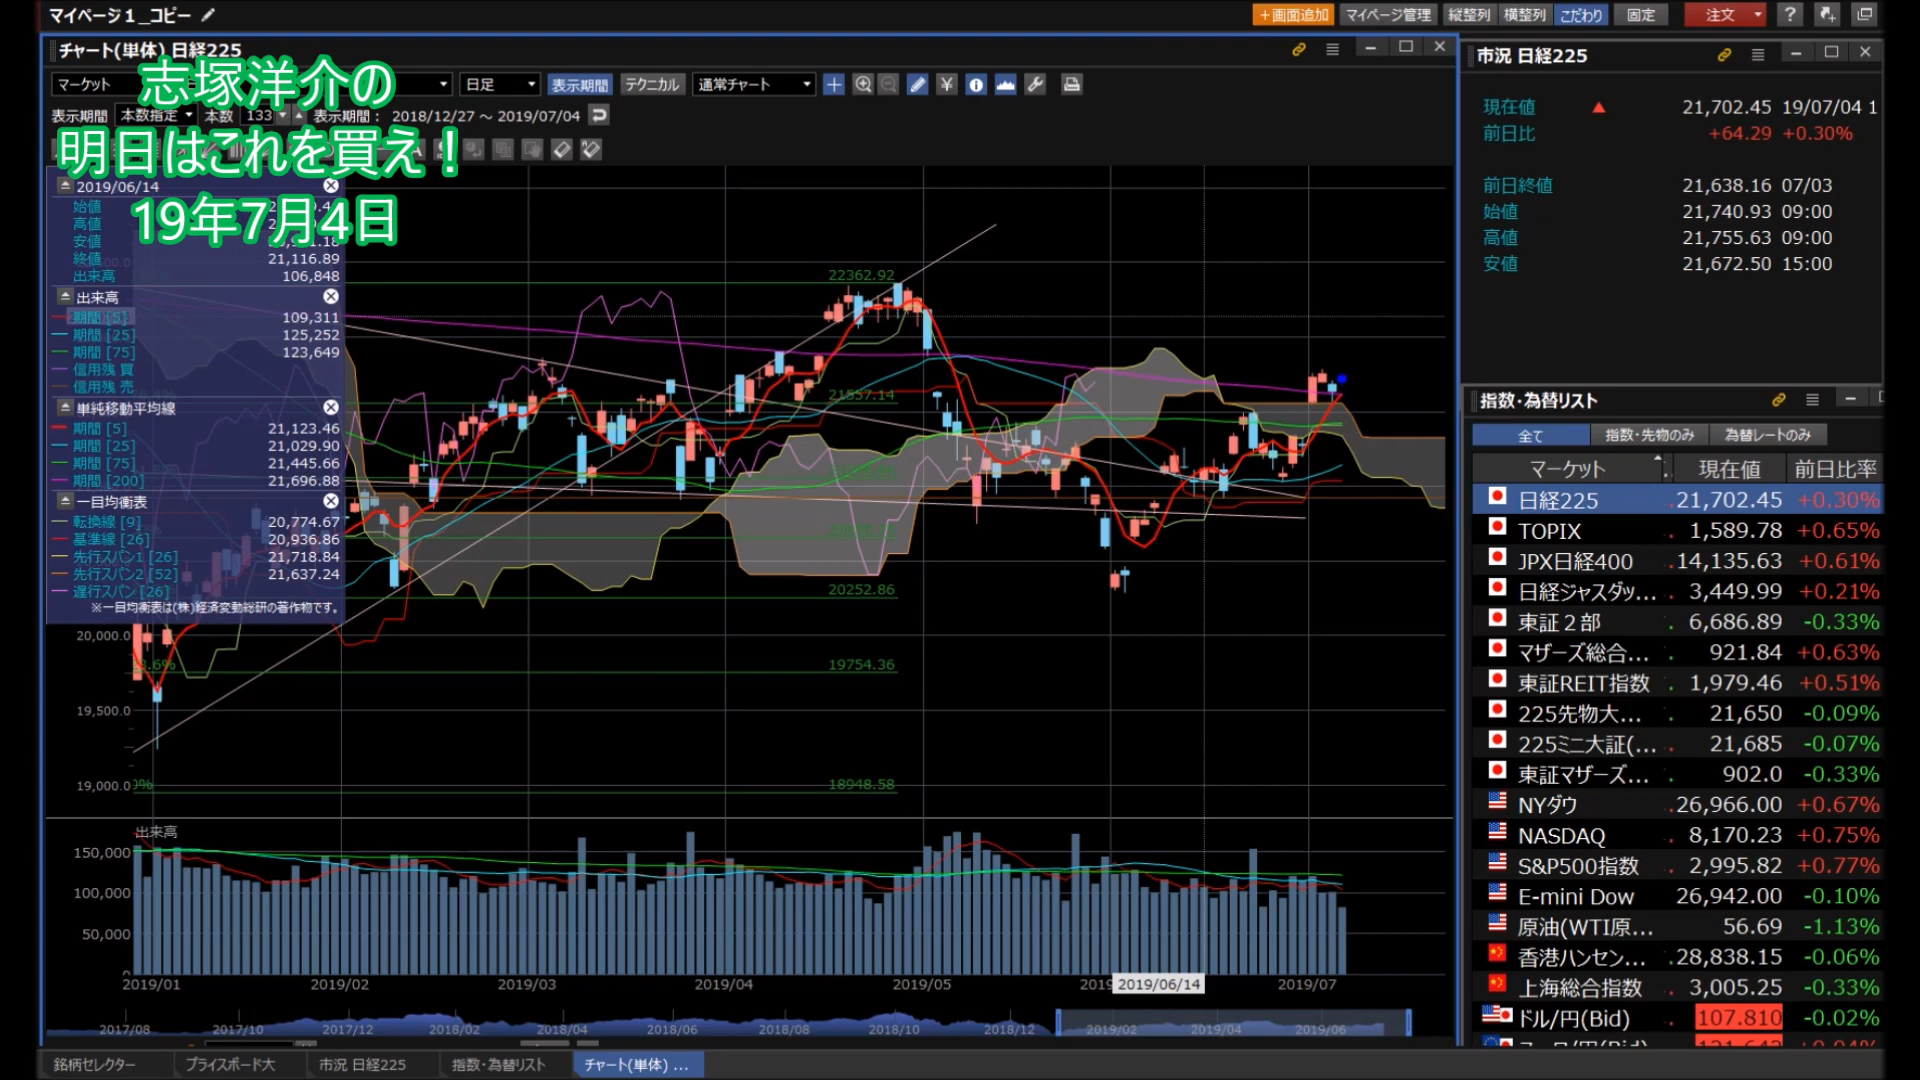 マイページ１_コピー
＋画面追加 マイページ管理 縦整列 横整列 こだわり 固定 注文 ?
チャート(単体) 日経225
マーケット 日足 表示期間 テクニカル 通常チャート
表示期間 本数指定 本数 133 表示期間： 2018/12/27 ～ 2019/07/04
志塚洋介の
明日はこれを買え！
19年7月4日
2019/06/14
始値
高値
安値
終値 21,116.89
出来高 106,848
出来高
期間 [5] 109,311
期間 [25] 125,252
期間 [75] 123,649
信用残 買
信用残 売
単純移動平均線
期間 [5] 21,123.46
期間 [25] 21,029.90
期間 [75] 21,445.66
期間 [200] 21,696.88
一目均衡表
転換線 [9] 20,774.67
基準線 [26] 20,936.86
先行スパン1 [26] 21,718.84
先行スパン2 [52] 21,637.24
遅行スパン [26]
※一目均衡表は(株)経済変動総研の著作物です。
22362.92
21557.14
20252.86
19754.36
18948.58
20,000.0
19,500.0
19,000.0
出来高
150,000
100,000
50,000
0
2019/01 2019/02 2019/03 2019/04 2019/05 2019/06/14 2019/07
2017/08 2017/10 2017/12 2018/02 2018/04 2018/06 2018/08 2018/10 2018/12 2019/02 2019/04 2019/06
銘柄セレクター プライスボード大 市況 日経225 指数･為替リスト チャート(単体) ...
市況 日経225
現在値 ▲ 21,702.45 19/07/04 1
前日比 +64.29 +0.30%
前日終値 21,638.16 07/03
始値 21,740.93 09:00
高値 21,755.63 09:00
安値 21,672.50 15:00
指数･為替リスト
全て 指数･先物のみ 為替レートのみ
マーケット 現在値 前日比率
日経225 21,702.45 +0.30%
TOPIX 1,589.78 +0.65%
JPX日経400 14,135.63 +0.61%
日経ジャスダッ... 3,449.99 +0.21%
東証２部 6,686.89 -0.33%
マザーズ総合... 921.84 +0.63%
東証REIT指数 1,979.46 +0.51%
225先物大... 21,650 -0.09%
225ミニ大証(... 21,685 -0.07%
東証マザーズ... 902.0 -0.33%
NYダウ 26,966.00 +0.67%
NASDAQ 8,170.23 +0.75%
S&P500指数 2,995.82 +0.77%
E-mini Dow 26,942.00 -0.10%
原油(WTI原... 56.69 -1.13%
香港ハンセン... 28,838.15 -0.06%
上海総合指数 3,005.25 -0.33%
ドル/円(Bid) 107.810 -0.02%